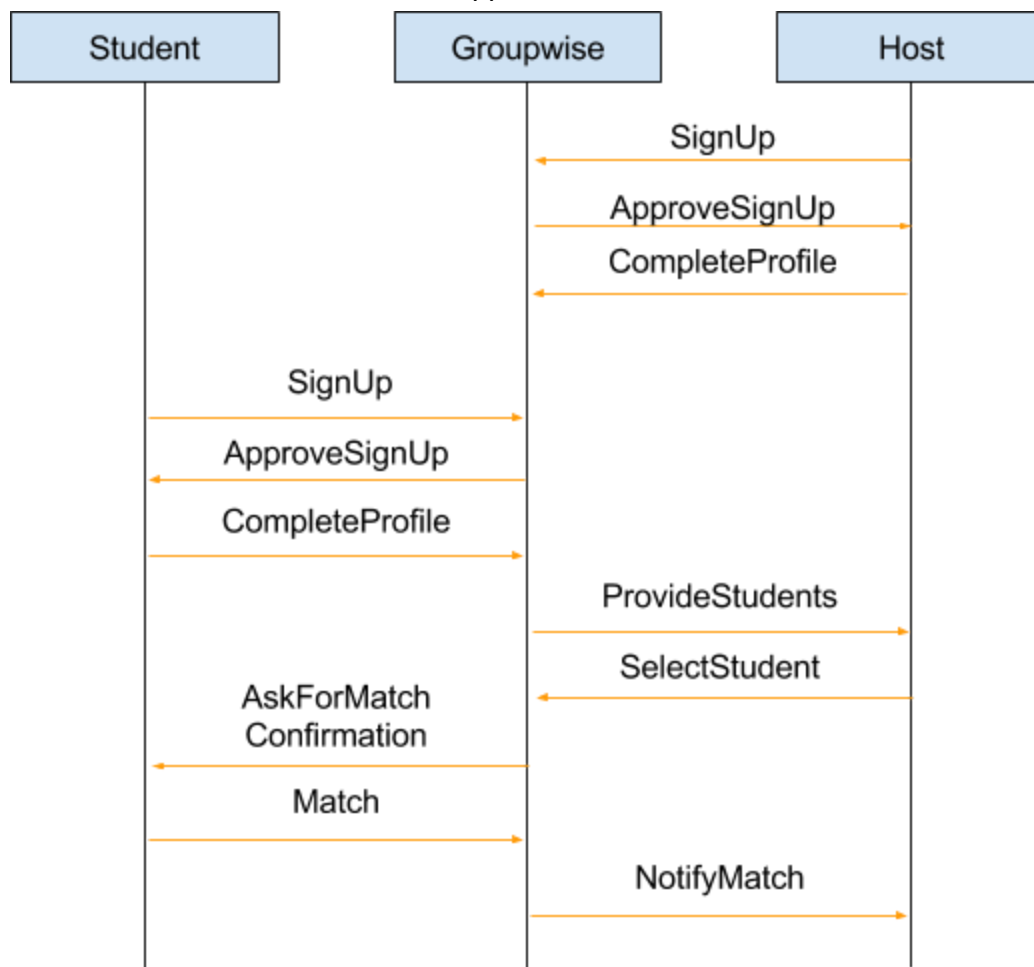 Student
Groupwise
Host
SignUp
ApproveSignUp
CompleteProfile
SignUp
ApproveSignUp
CompleteProfile
ProvideStudents
SelectStudent
AskForMatch
Confirmation
Match
NotifyMatch